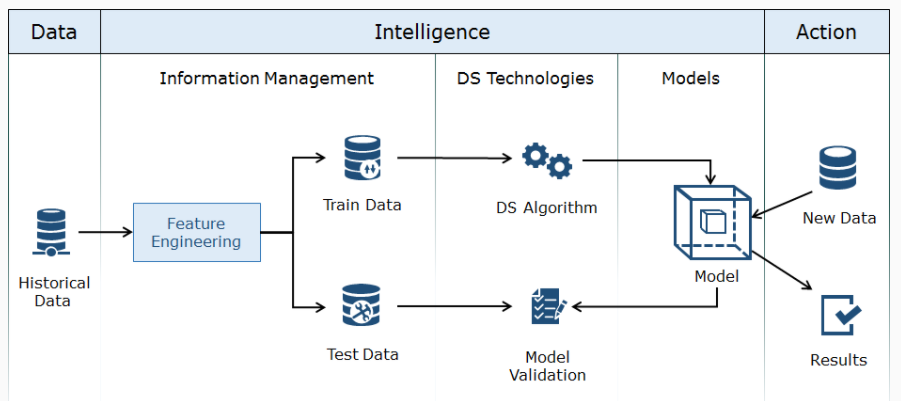 Data
Intelligence
Action
Information Management
DS Technologies
Models
Train Data
DS Algorithm
New Data
Feature
Engineering
Historical
Data
Model
Test Data
Model
Validation
Results